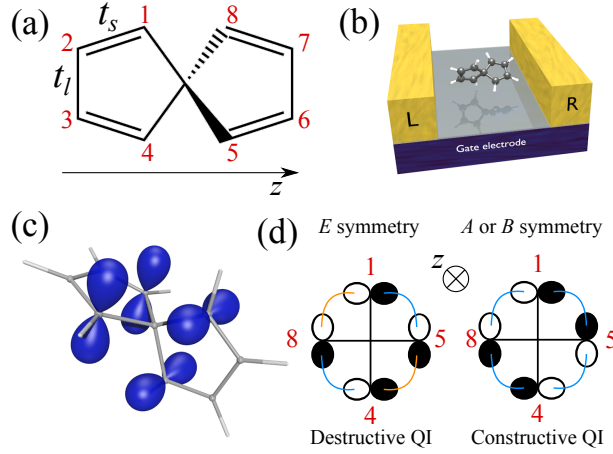 (a)
t_s
1
8
2
7
t_l
3
6
4
5
z
(b)
L
R
Gate electrode
(c)
(d)
E symmetry
A or B symmetry
1
z
1
8
5
8
5
4
4
Destructive QI
Constructive QI